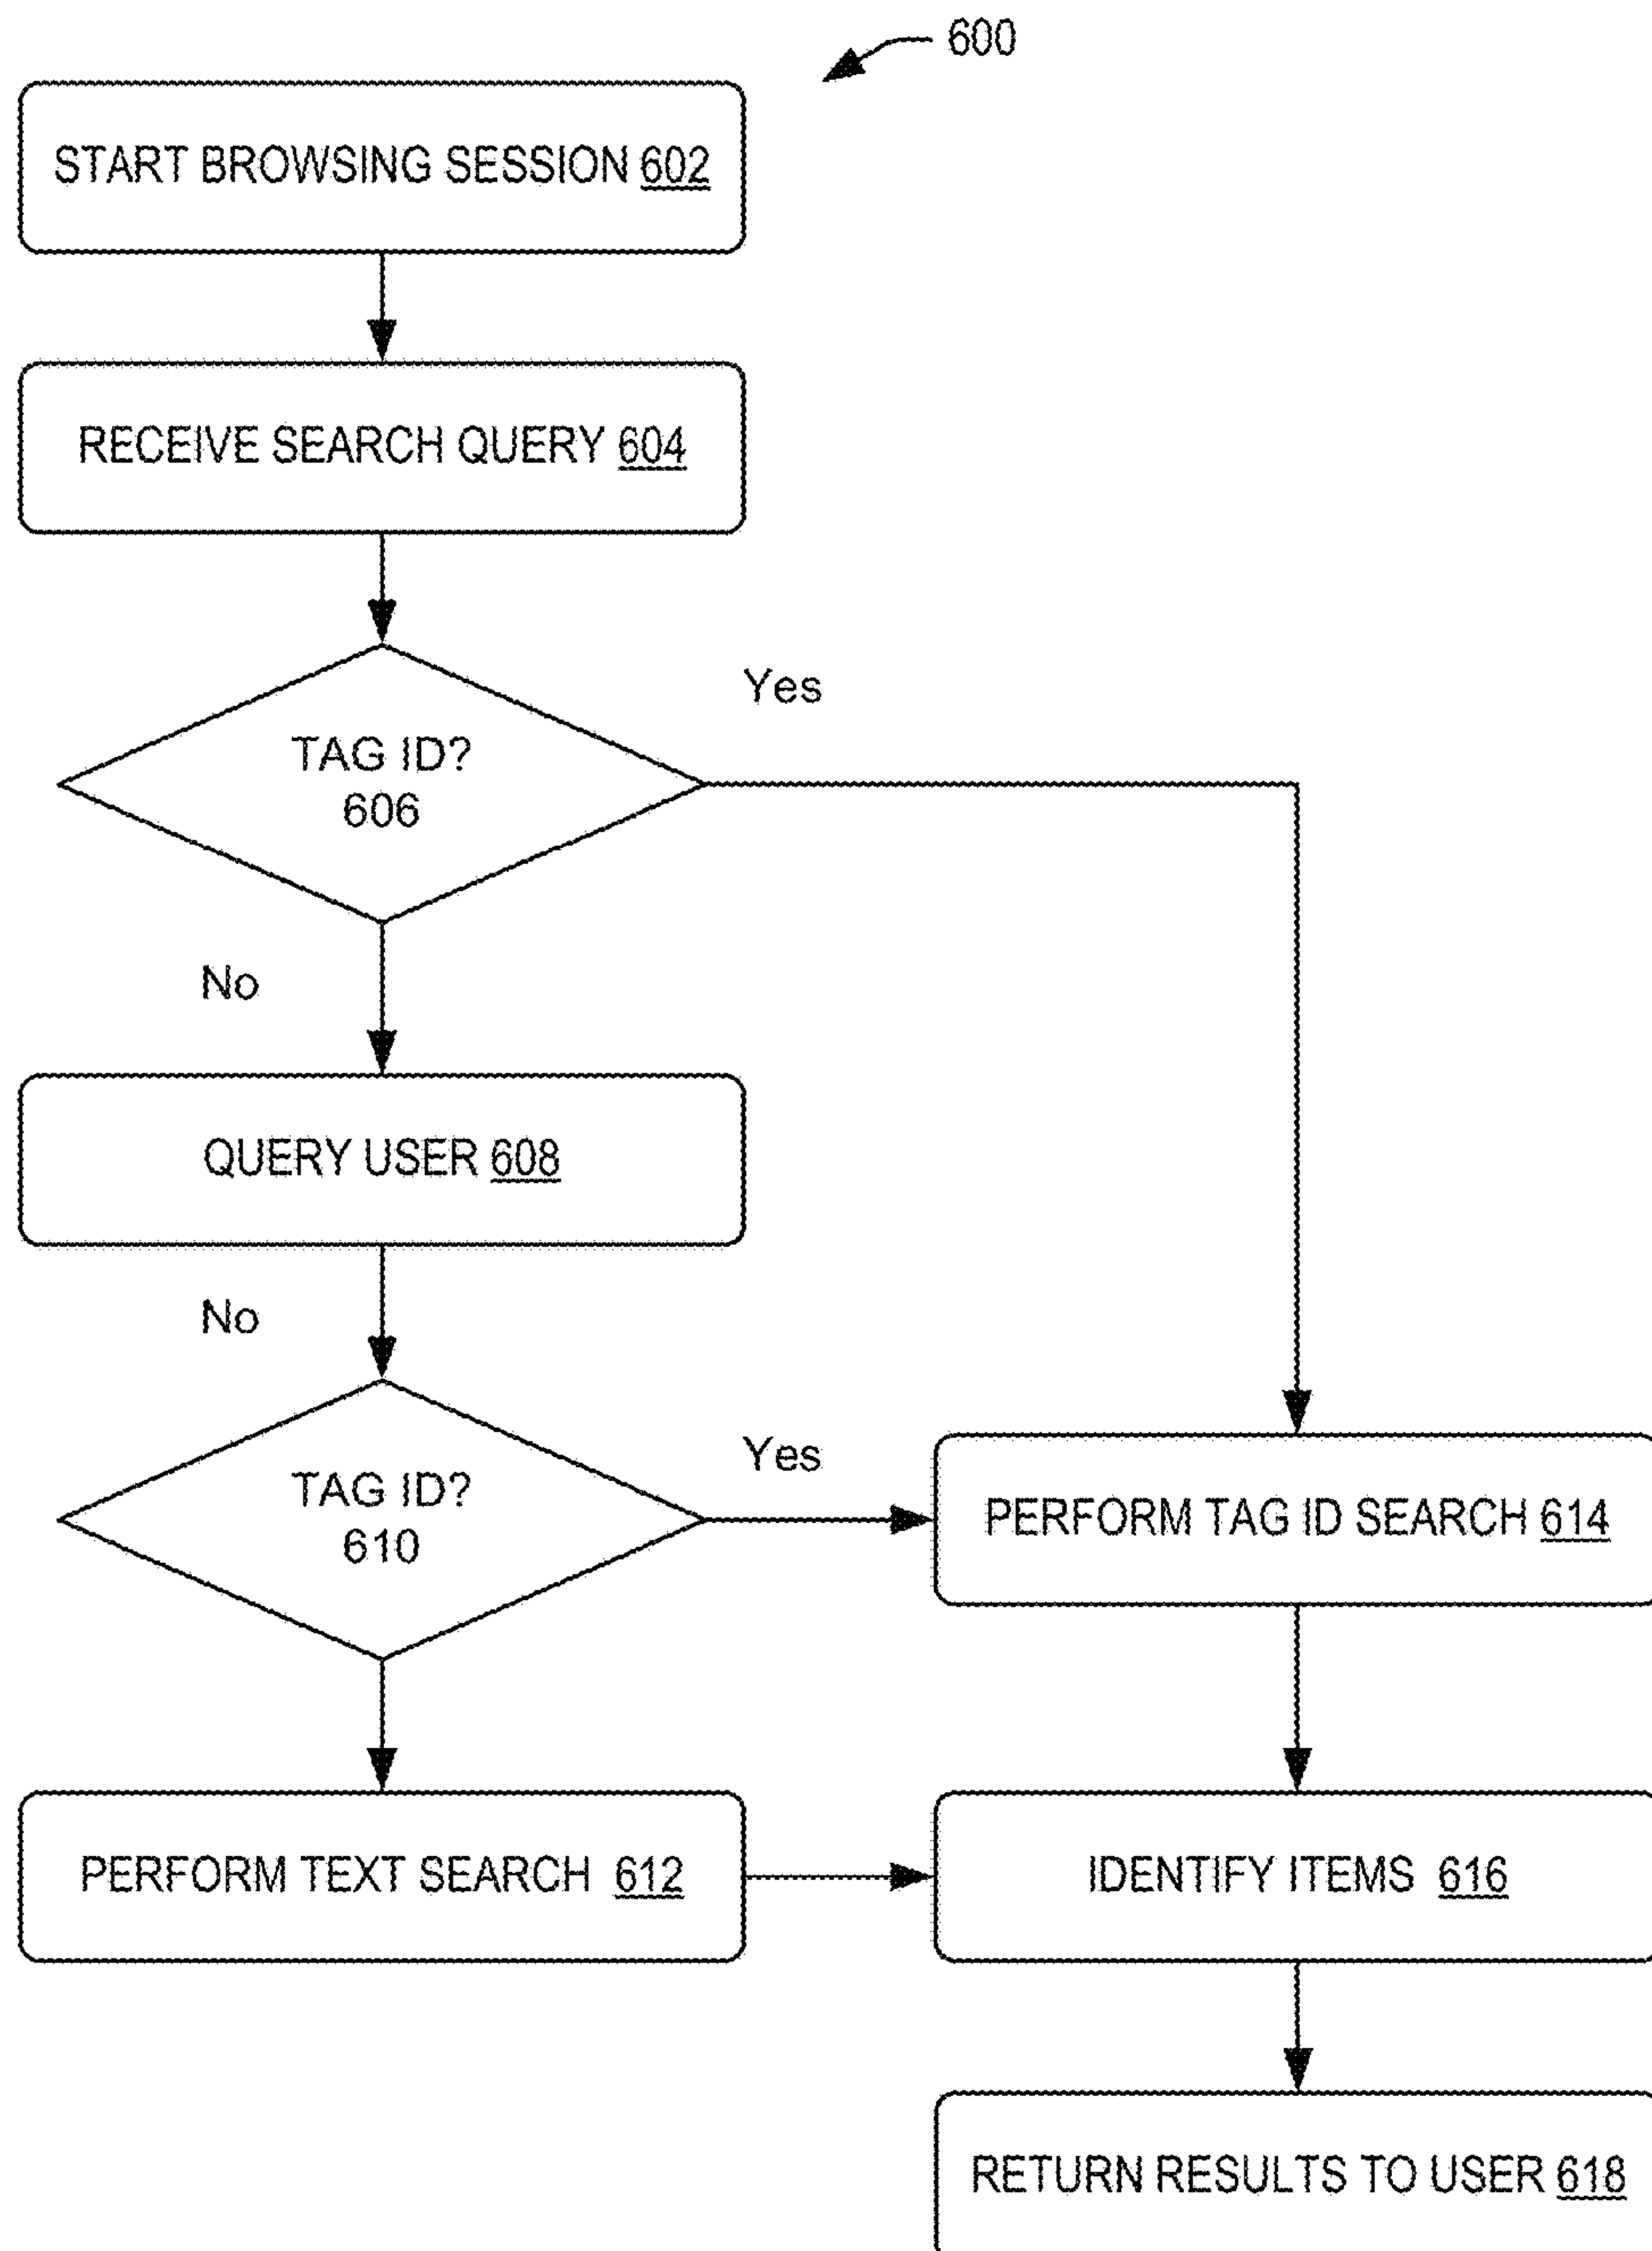 600
START BROWSING SESSION 602
RECEIVE SEARCH QUERY 604
Yes
TAG ID?
606
No
QUERY USER 608
No
Yes
TAG ID?
610
PERFORM TAG ID SEARCH 614
PERFORM TEXT SEARCH 612
IDENTIFY ITEMS 616
RETURN RESULTS TO USER 618